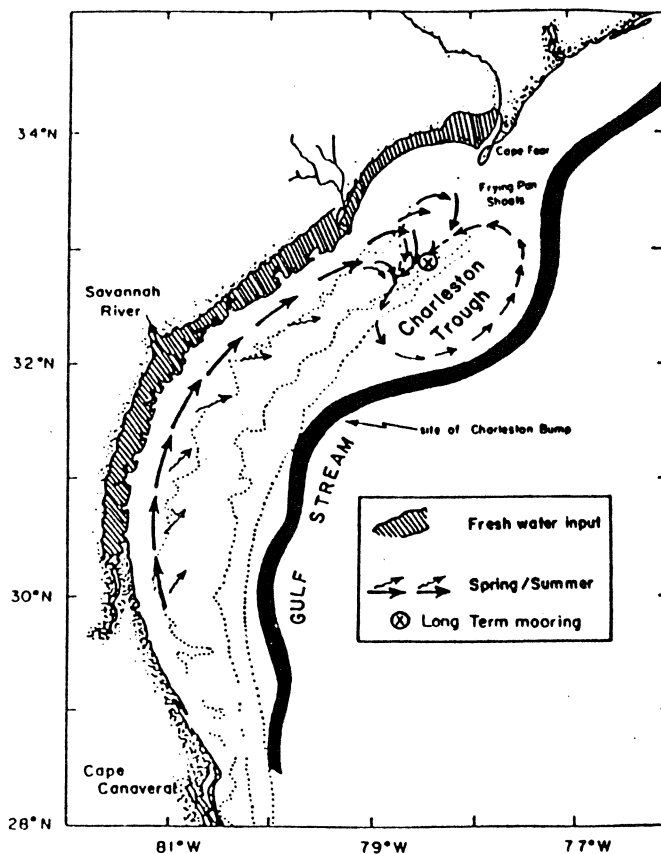 34°N
Cape Fear
Frying Pan
Shoals
Charleston
Trough
Savannah
River
32°N
site of Charleston Bump
GULF STREAM
Fresh water input
Spring/Summer
Long Term mooring
30°N
Cape
Canaveral
28°N
81°W
79°W
77°W